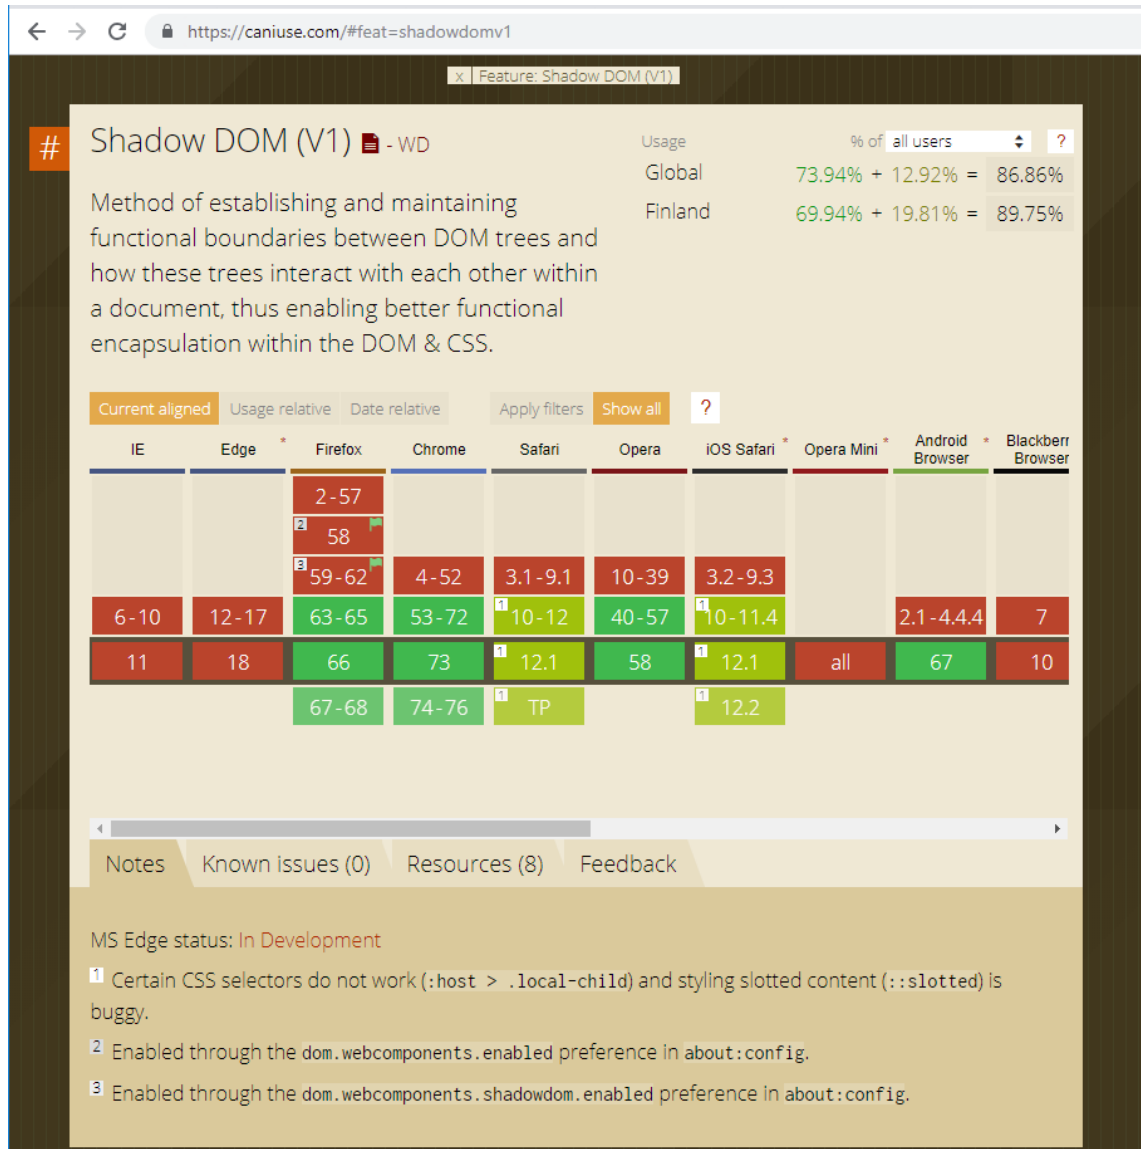 https://caniuse.com/#feat=shadowdomv1
x Feature: Shadow DOM (V1)
# Shadow DOM (V1) - WD
Usage % of all users ?
Global 73.94% + 12.92% = 86.86%
Finland 69.94% + 19.81% = 89.75%
Method of establishing and maintaining
functional boundaries between DOM trees and
how these trees interact with each other within
a document, thus enabling better functional
encapsulation within the DOM & CSS.
Current aligned Usage relative Date relative Apply filters Show all ?
IE Edge * Firefox Chrome Safari Opera iOS Safari * Opera Mini * Android Browser * Blackberr Browser
2-57
2 58
3 59-62 4-52 3.1-9.1 10-39 3.2-9.3
6-10 12-17 63-65 53-72 1 10-12 40-57 1 10-11.4 2.1-4.4.4 7
11 18 66 73 1 12.1 58 1 12.1 all 67 10
67-68 74-76 1 TP 1 12.2
Notes Known issues (0) Resources (8) Feedback
MS Edge status: In Development
1 Certain CSS selectors do not work (:host > .local-child) and styling slotted content (::slotted) is
buggy.
2 Enabled through the dom.webcomponents.enabled preference in about:config.
3 Enabled through the dom.webcomponents.shadowdom.enabled preference in about:config.